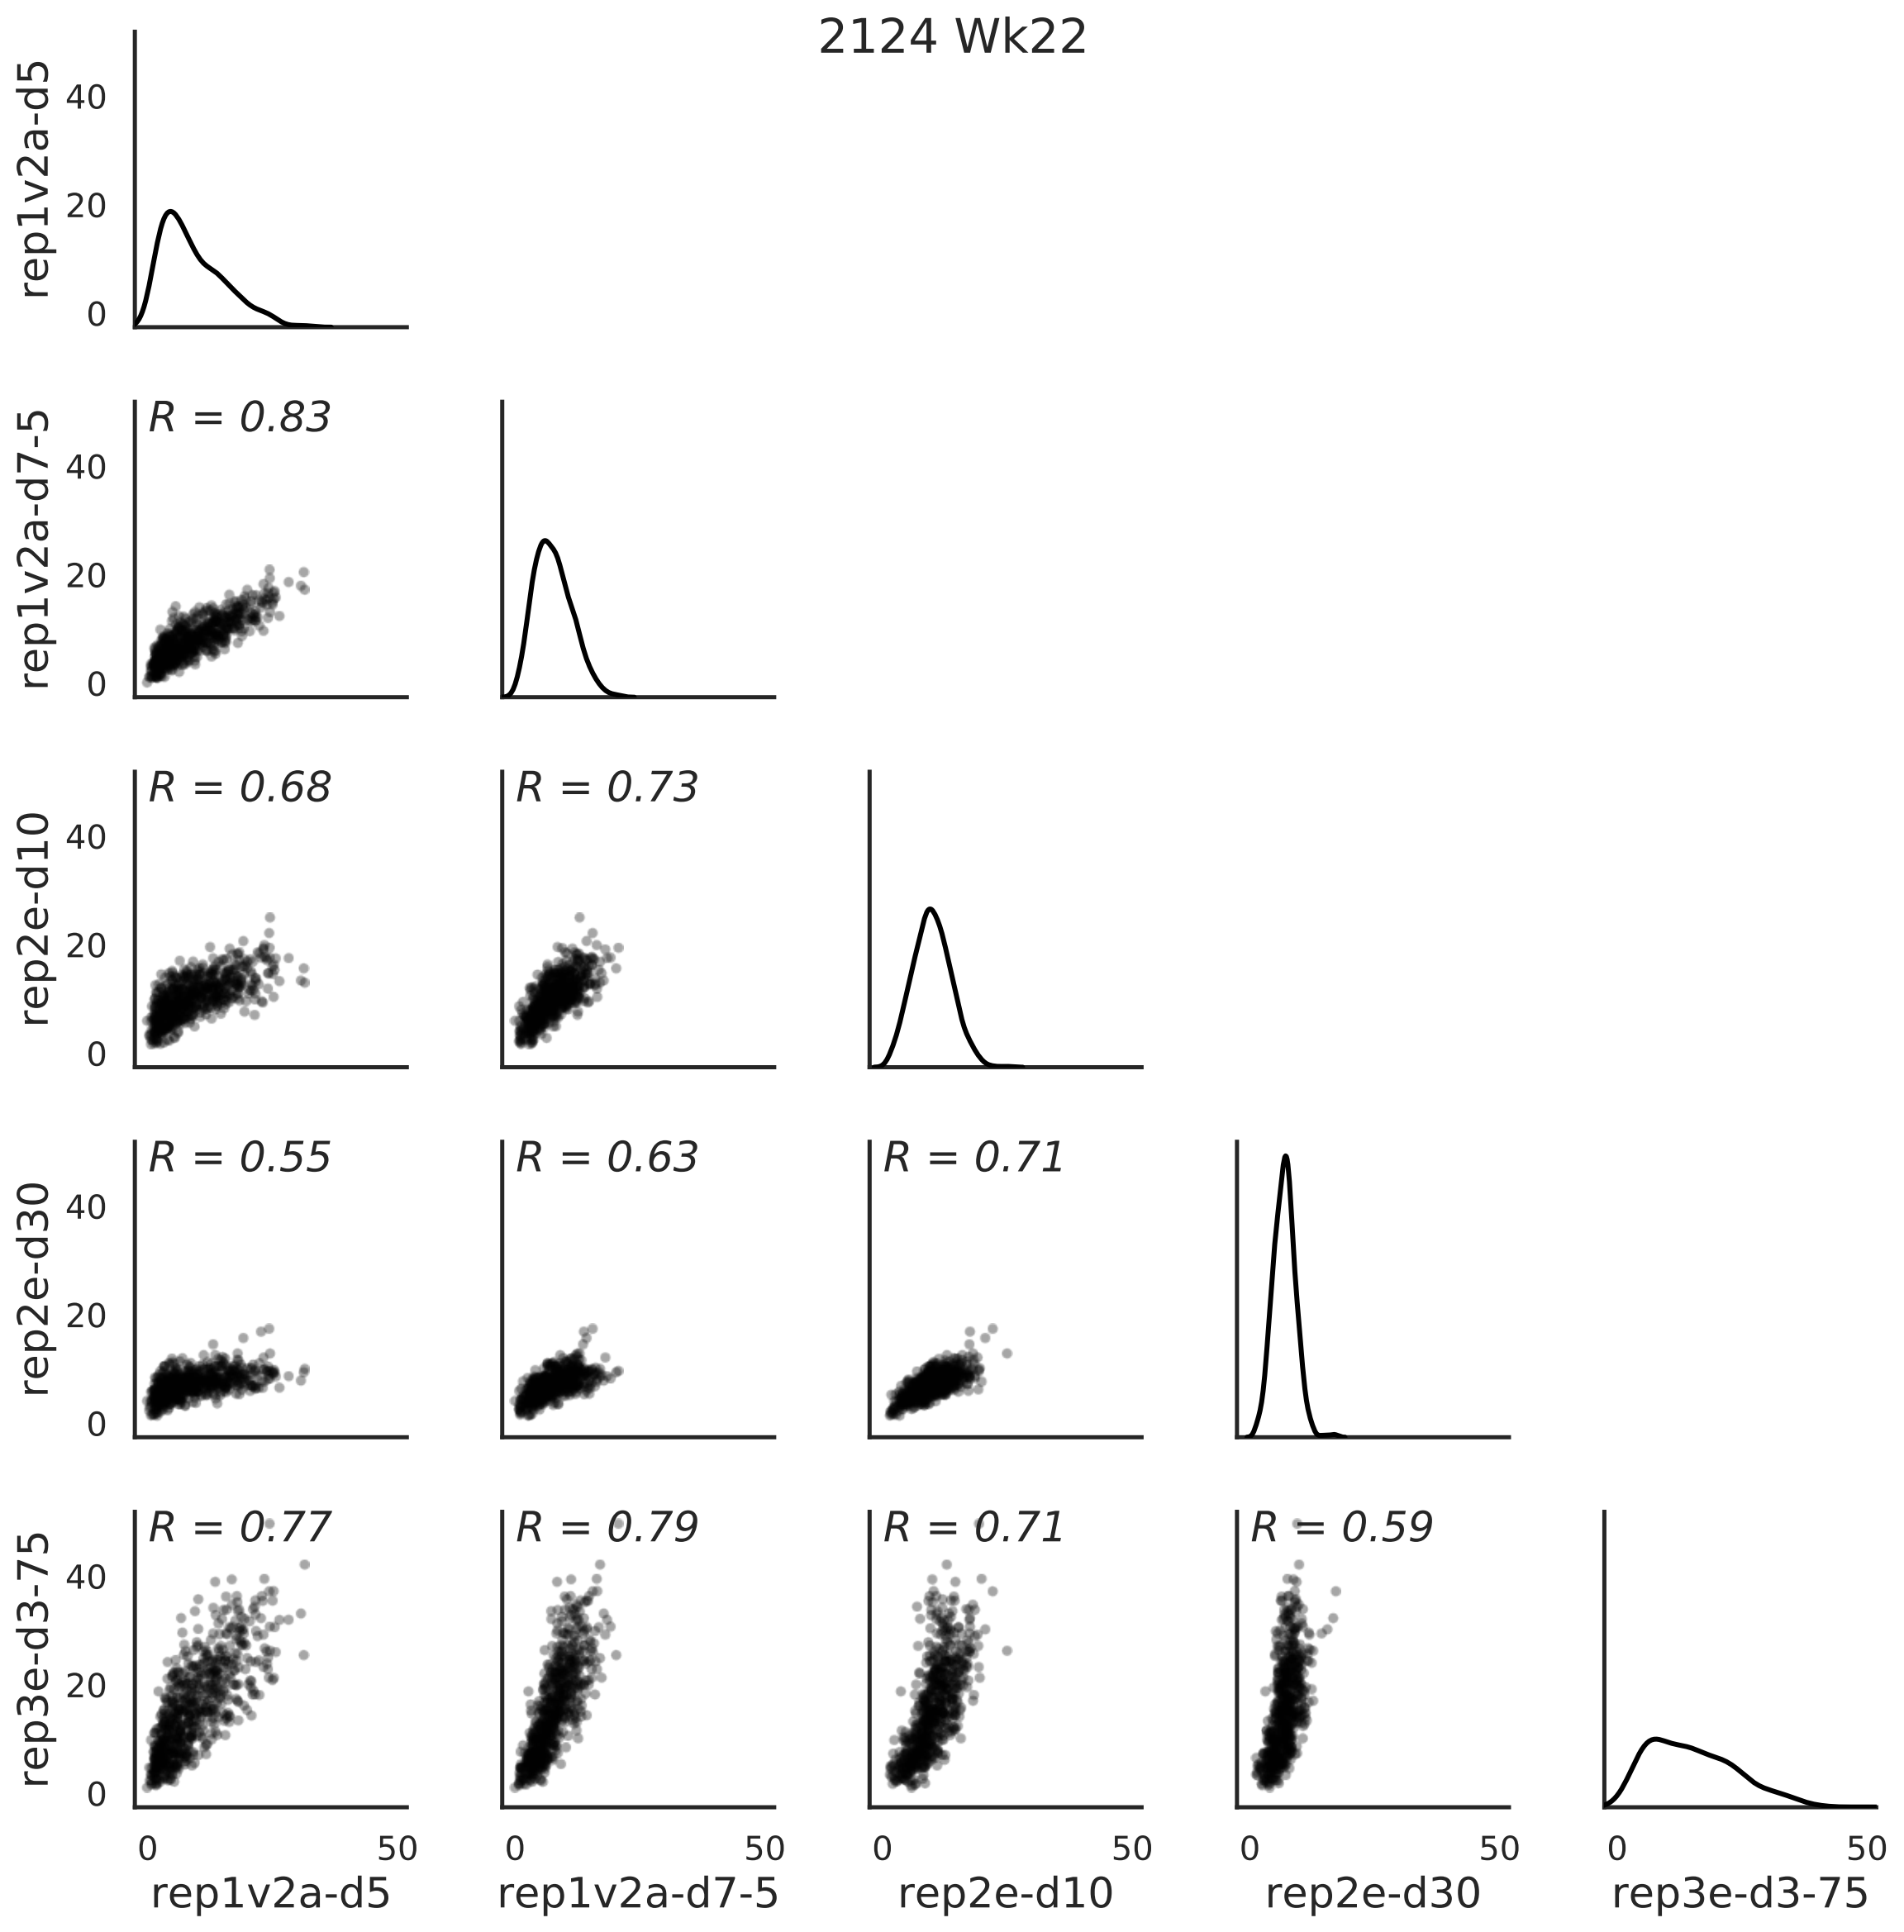 2124 Wk22
rep1v2a-d5
40
20
0
rep1v2a-d7-5
40
20
0
R = 0.83
rep2e-d10
40
20
0
R = 0.68
R = 0.73
rep2e-d30
40
20
0
R = 0.55
R = 0.63
R = 0.71
rep3e-d3-75
40
20
0
R = 0.77
R = 0.79
R = 0.71
R = 0.59
0 50
0 50
0 50
0 50
0 50
rep1v2a-d5
rep1v2a-d7-5
rep2e-d10
rep2e-d30
rep3e-d3-75